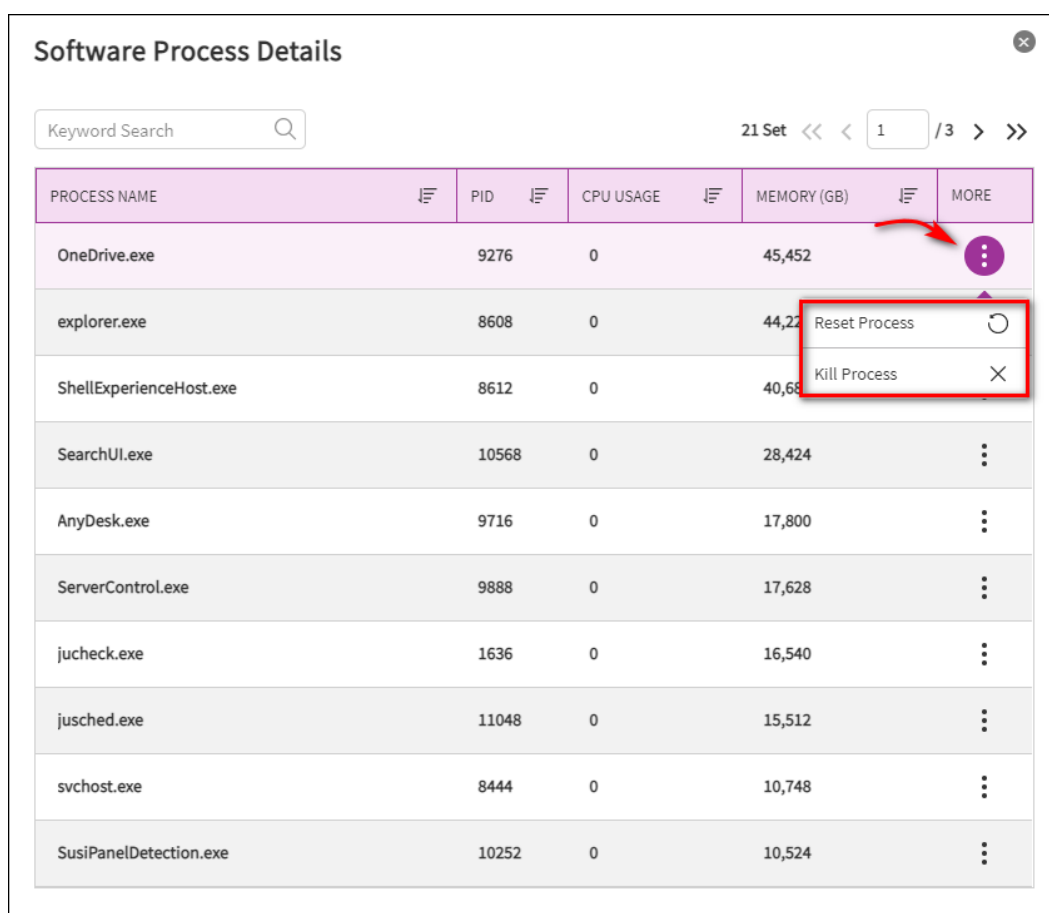 Software Process Details
Keyword Search 21 Set 1 / 3
PROCESS NAME PID CPU USAGE MEMORY (GB) MORE
OneDrive.exe 9276 0 45,452
explorer.exe 8608 0 Reset Process
ShellExperienceHost.exe 8612 0 Kill Process
SearchUI.exe 10568 0 28,424
AnyDesk.exe 9716 0 17,800
ServerControl.exe 9888 0 17,628
jucheck.exe 1636 0 16,540
jusched.exe 11048 0 15,512
svchost.exe 8444 0 10,748
SusiPanelDetection.exe 10252 0 10,524